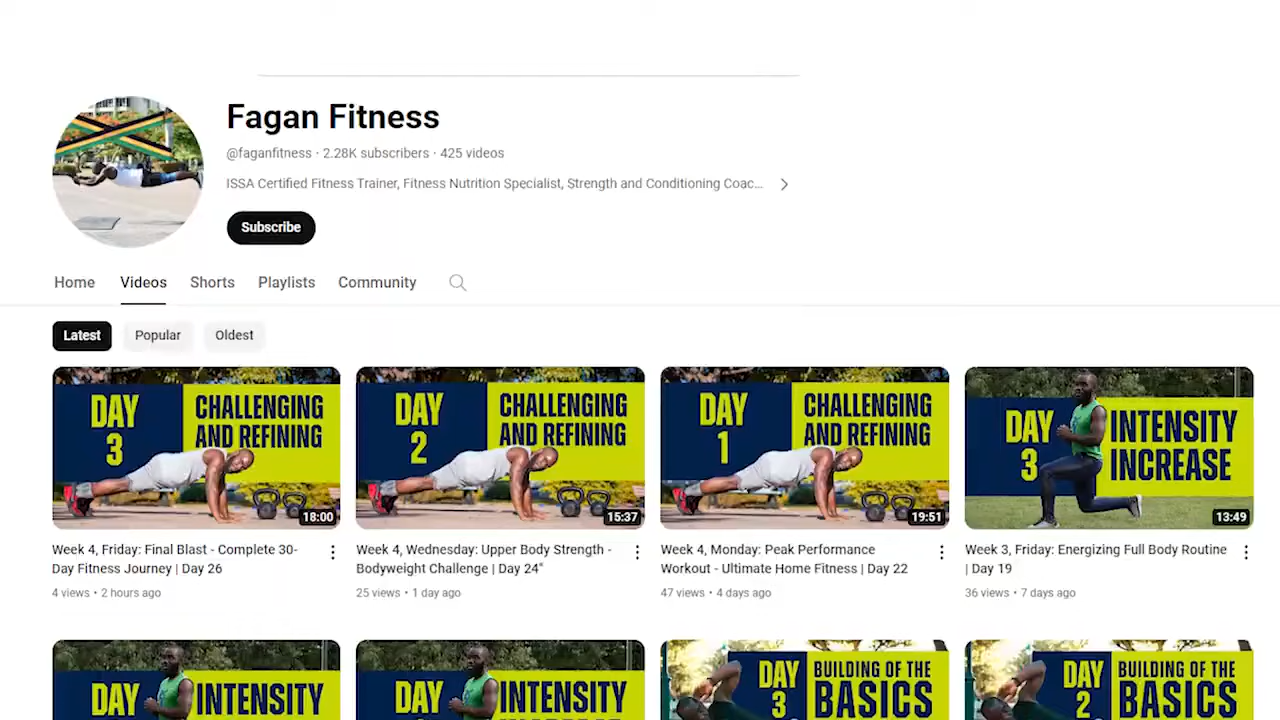 Fagan Fitness
@faganfitness · 2.28K subscribers · 425 videos
ISSA Certified Fitness Trainer, Fitness Nutrition Specialist, Strength and Conditioning Coac...
Subscribe
Home Videos Shorts Playlists Community
Latest Popular Oldest
DAY 3 CHALLENGING AND REFINING 18:00
DAY 2 CHALLENGING AND REFINING 15:37
DAY 1 CHALLENGING AND REFINING 19:51
DAY 3 INTENSITY INCREASE 13:49
Week 4, Friday: Final Blast - Complete 30-
Day Fitness Journey | Day 26
4 views · 2 hours ago
Week 4, Wednesday: Upper Body Strength -
Bodyweight Challenge | Day 24"
25 views · 1 day ago
Week 4, Monday: Peak Performance
Workout - Ultimate Home Fitness | Day 22
47 views · 4 days ago
Week 3, Friday: Energizing Full Body Routine
| Day 19
36 views · 7 days ago
DAY INTENSITY
DAY INTENSITY
DAY 3 BUILDING OF THE BASICS
DAY 2 BUILDING OF THE BASICS